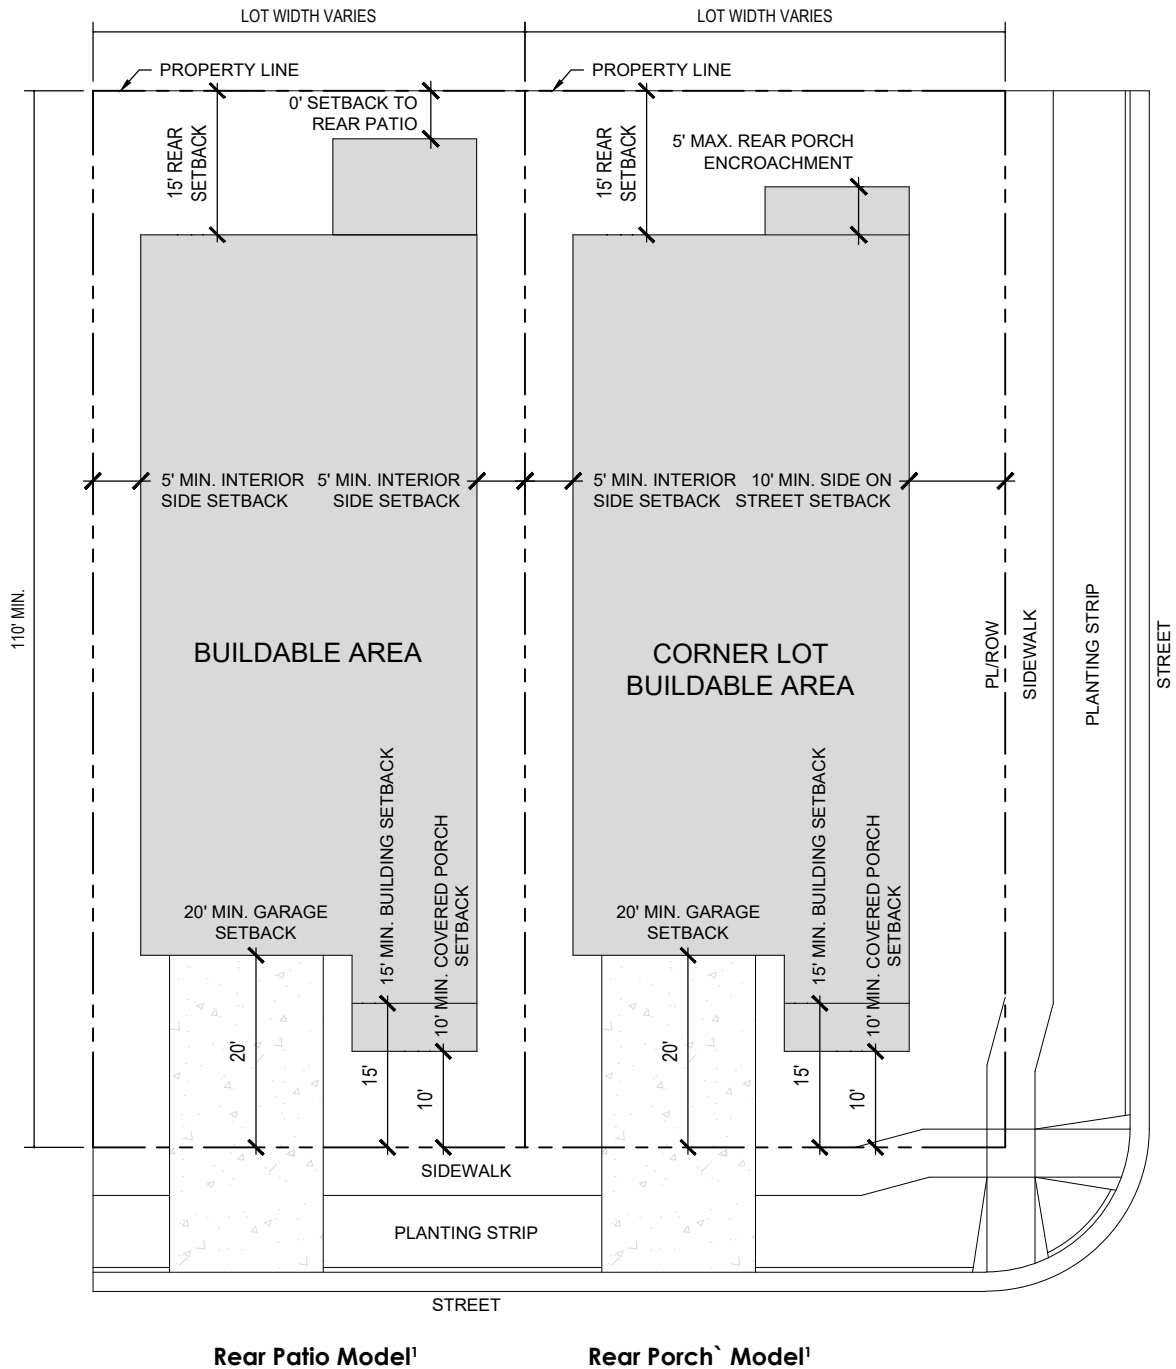 LOT WIDTH VARIES
LOT WIDTH VARIES
PROPERTY LINE
PROPERTY LINE
0' SETBACK TO
REAR PATIO
15' REAR
SETBACK
15' REAR
SETBACK
5' MAX. REAR PORCH
ENCROACHMENT
5' MIN. INTERIOR
SIDE SETBACK
5' MIN. INTERIOR
SIDE SETBACK
5' MIN. INTERIOR
SIDE SETBACK
10' MIN. SIDE ON
STREET SETBACK
110' MIN.
BUILDABLE AREA
CORNER LOT
BUILDABLE AREA
PL/ROW
SIDEWALK
PLANTING STRIP
STREET
20' MIN. GARAGE
SETBACK
15' MIN. BUILDING SETBACK
10' MIN. COVERED PORCH
SETBACK
20' MIN. GARAGE
SETBACK
15' MIN. BUILDING SETBACK
10' MIN. COVERED PORCH
SETBACK
20'
15'
10'
20'
15'
10'
SIDEWALK
PLANTING STRIP
STREET
Rear Patio Model¹
Rear Porch` Model¹